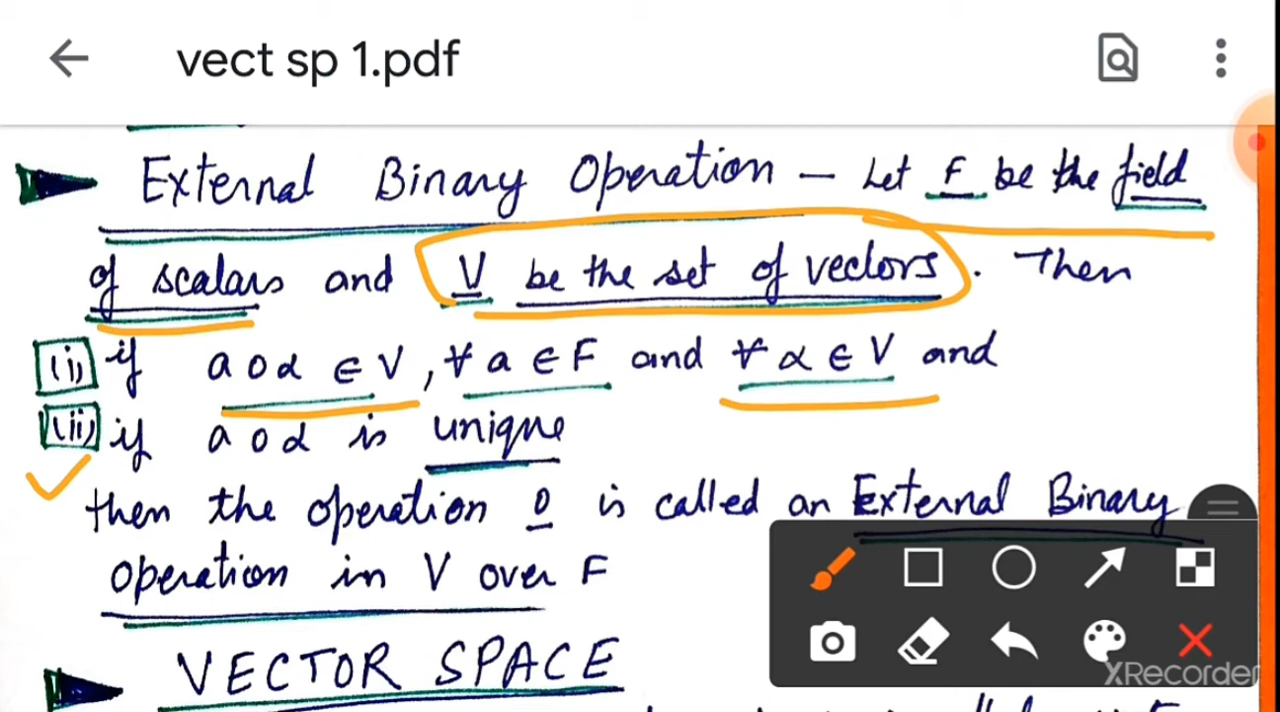 vect sp 1.pdf
External Binary Operation — Let F be the field
of scalars and V be the set of vectors. Then
(i) if a o α ∈ V, ∀ a ∈ F and ∀ α ∈ V and
(ii) if a o α is unique
then the operation o is called an External Binary
operation in V over F
VECTOR SPACE
XRecorder